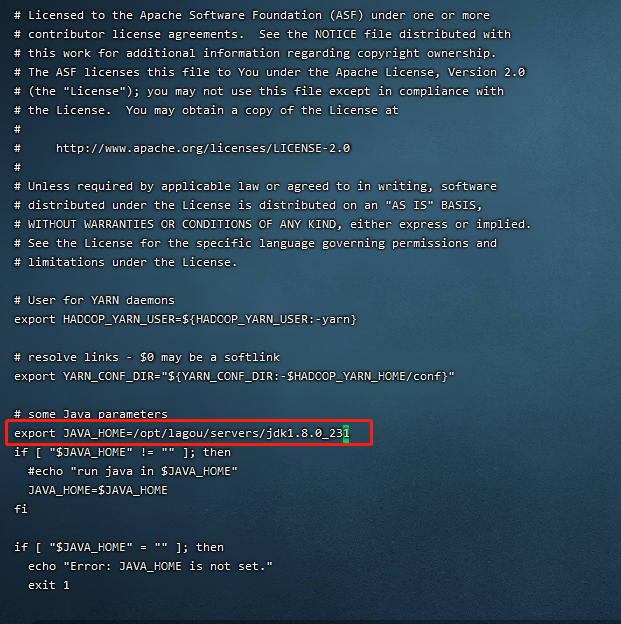 # Licensed to the Apache Software Foundation (ASF) under one or more
# contributor license agreements.  See the NOTICE file distributed with
# this work for additional information regarding copyright ownership.
# The ASF licenses this file to You under the Apache License, Version 2.0
# (the "License"); you may not use this file except in compliance with
# the License.  You may obtain a copy of the License at
#
#     http://www.apache.org/licenses/LICENSE-2.0
#
# Unless required by applicable law or agreed to in writing, software
# distributed under the License is distributed on an "AS IS" BASIS,
# WITHOUT WARRANTIES OR CONDITIONS OF ANY KIND, either express or implied.
# See the License for the specific language governing permissions and
# limitations under the License.

# User for YARN daemons
export HADOOP_YARN_USER=${HADOOP_YARN_USER:-yarn}

# resolve links - $0 may be a softlink
export YARN_CONF_DIR="${YARN_CONF_DIR:-$HADOOP_YARN_HOME/conf}"

# some Java parameters
export JAVA_HOME=/opt/lagou/servers/jdk1.8.0_231
if [ "$JAVA_HOME" != "" ]; then
  #echo "run java in $JAVA_HOME"
  JAVA_HOME=$JAVA_HOME
fi

if [ "$JAVA_HOME" = "" ]; then
  echo "Error: JAVA_HOME is not set."
  exit 1